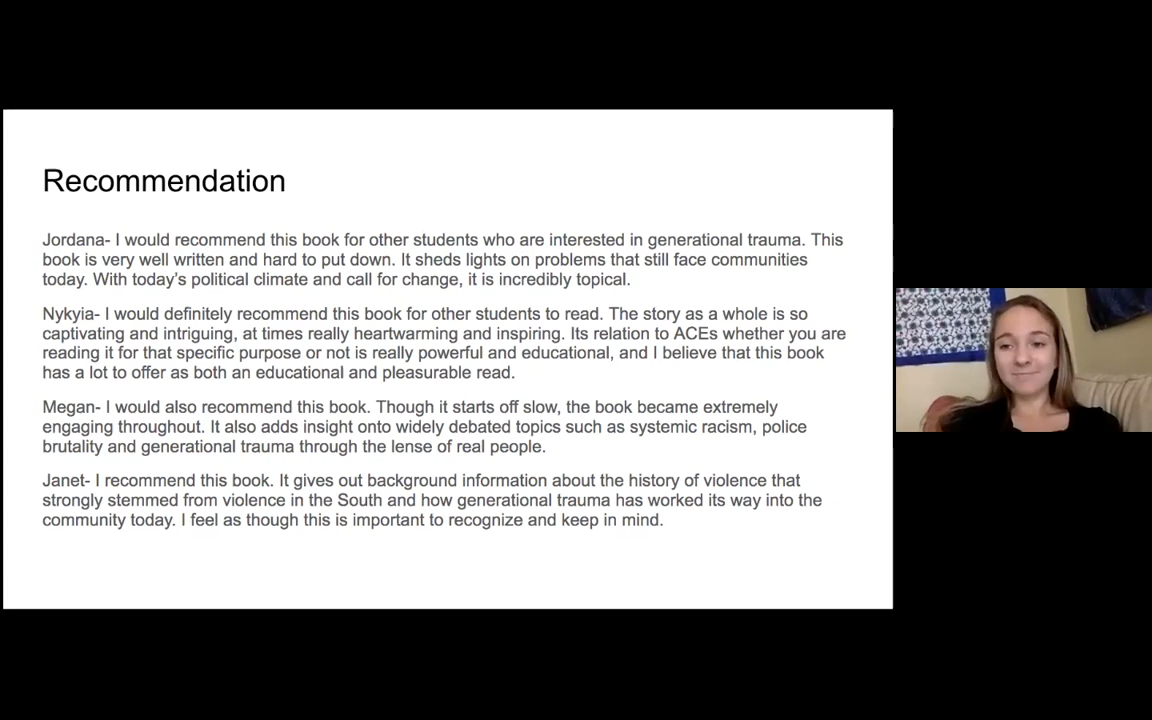 Recommendation
Jordana- I would recommend this book for other students who are interested in generational trauma. This
book is very well written and hard to put down. It sheds lights on problems that still face communities
today. With today’s political climate and call for change, it is incredibly topical.
Nykyia- I would definitely recommend this book for other students to read. The story as a whole is so
captivating and intriguing, at times really heartwarming and inspiring. Its relation to ACEs whether you are
reading it for that specific purpose or not is really powerful and educational, and I believe that this book
has a lot to offer as both an educational and pleasurable read.
Megan- I would also recommend this book. Though it starts off slow, the book became extremely
engaging throughout. It also adds insight onto widely debated topics such as systemic racism, police
brutality and generational trauma through the lense of real people.
Janet- I recommend this book. It gives out background information about the history of violence that
strongly stemmed from violence in the South and how generational trauma has worked its way into the
community today. I feel as though this is important to recognize and keep in mind.